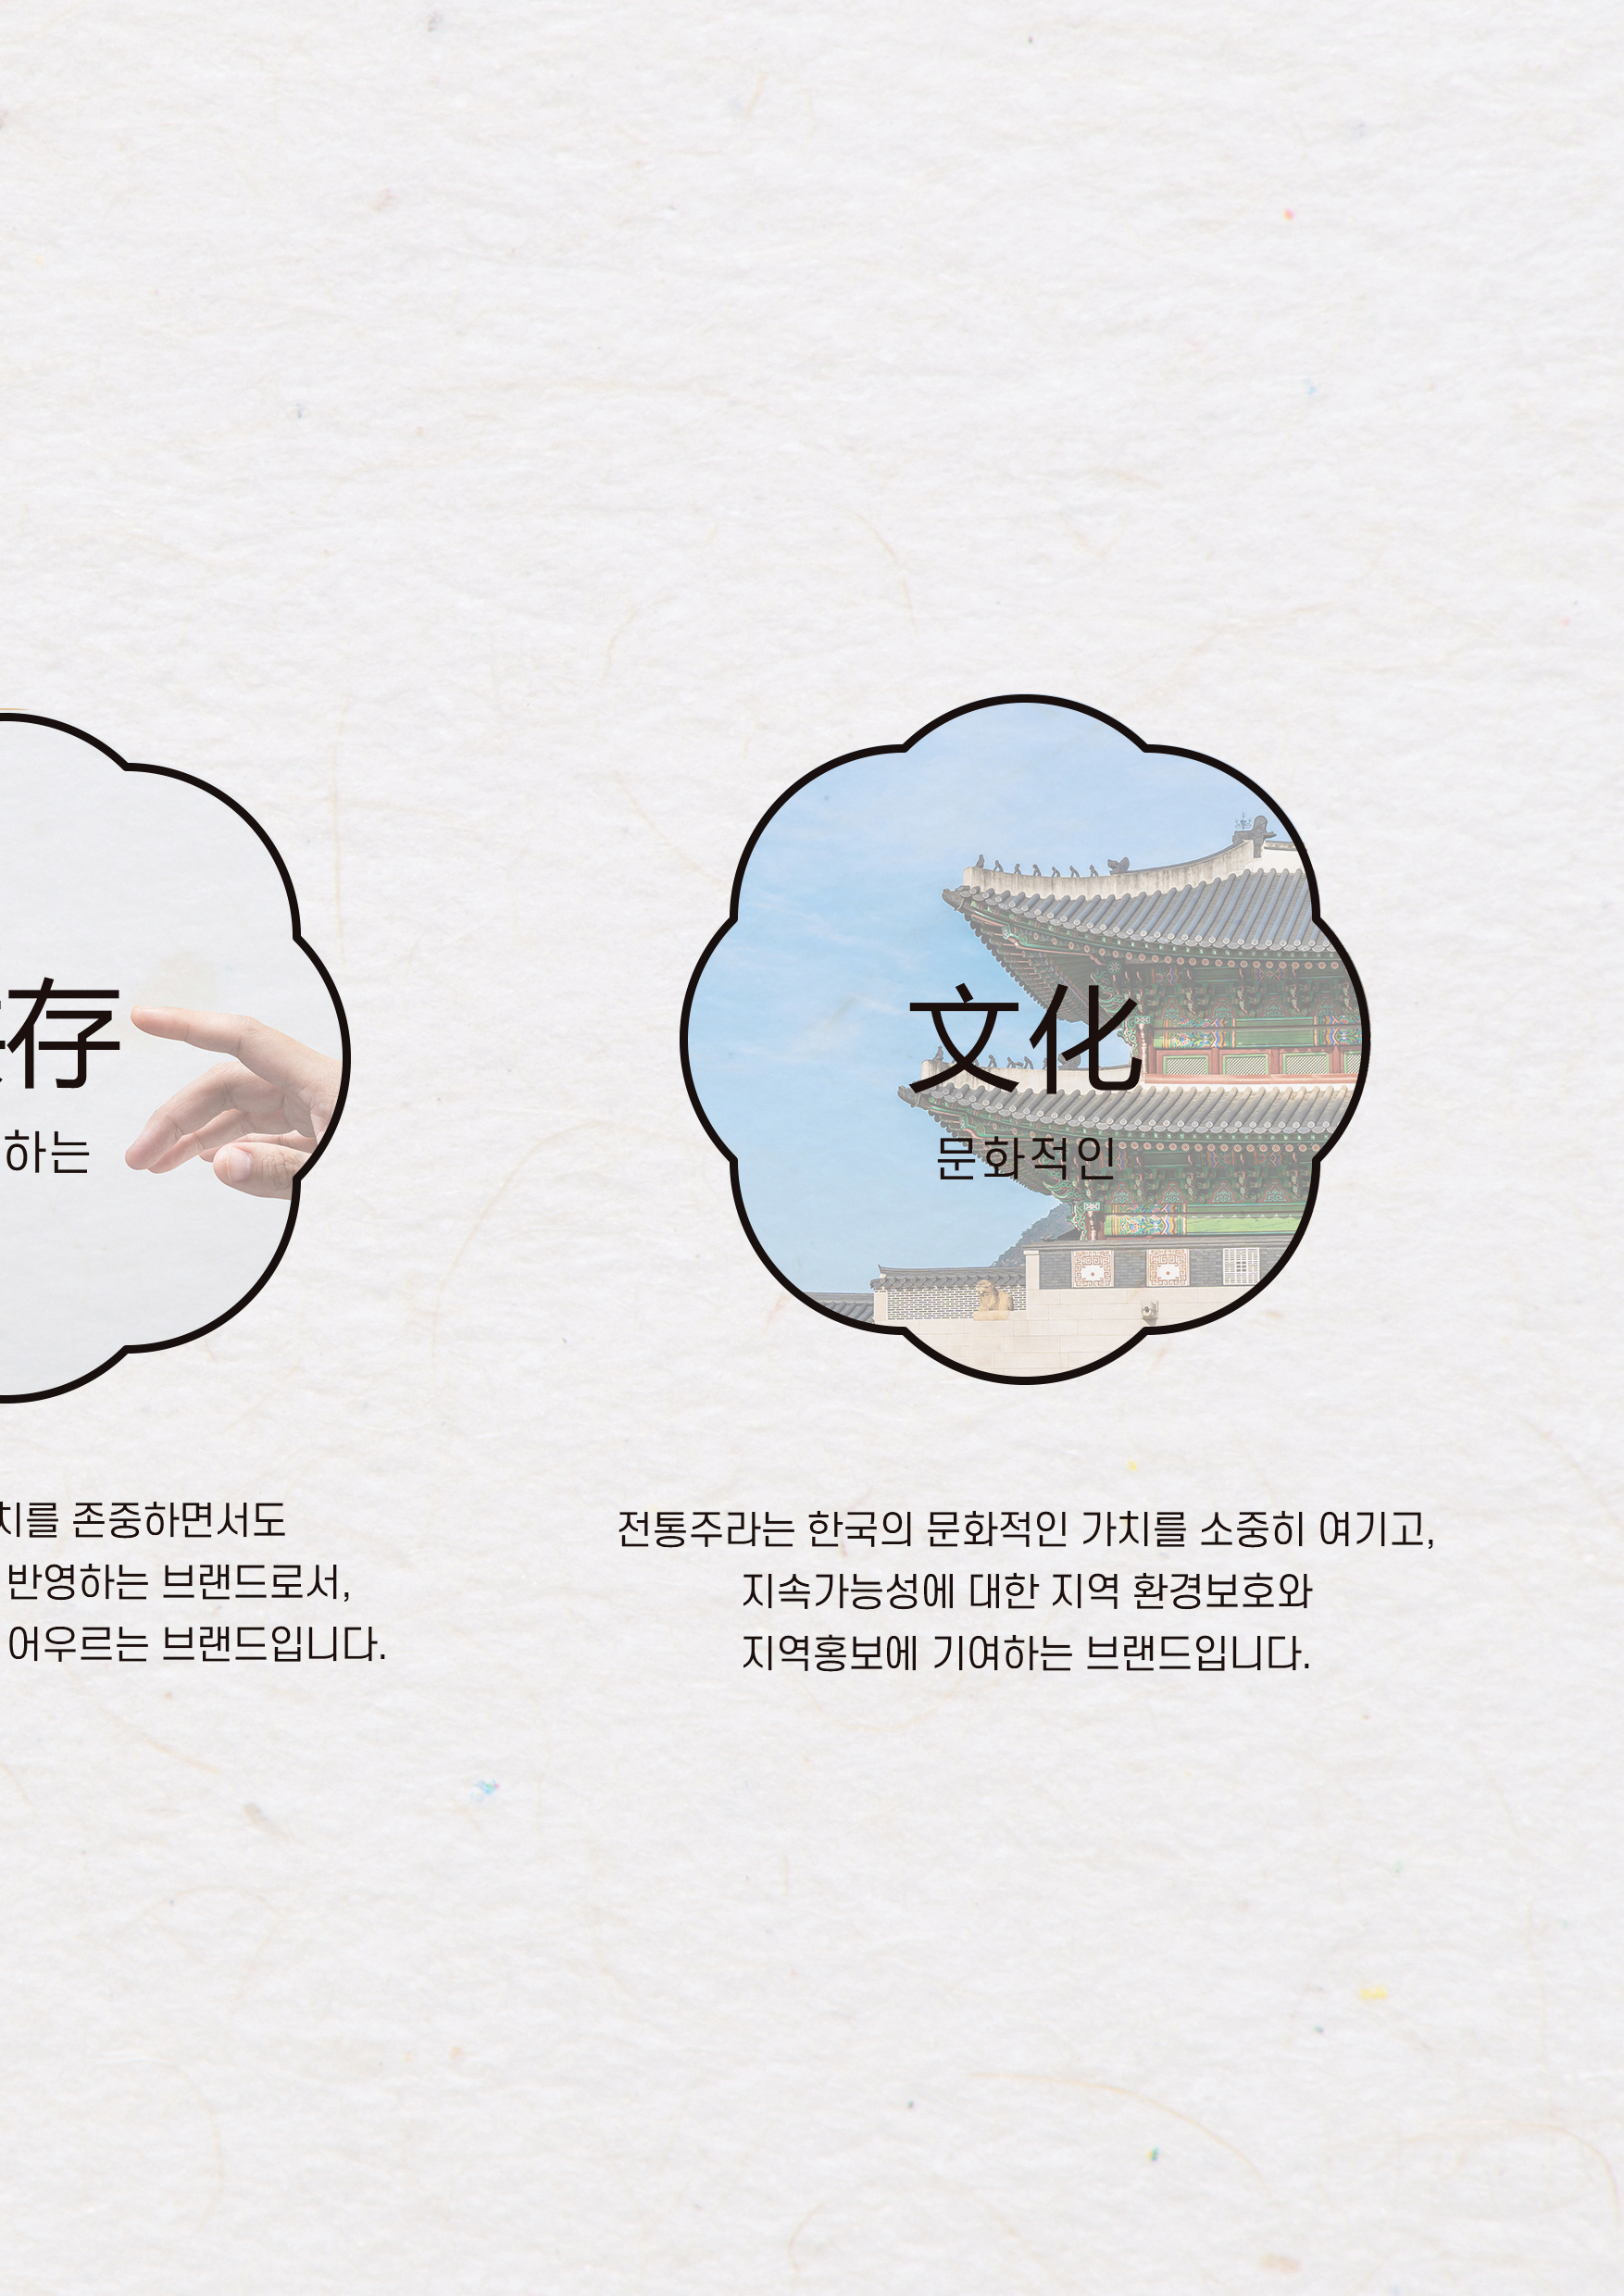 存
하는
치를 존중하면서도
반영하는 브랜드로서,
어우르는 브랜드입니다.
文化
문화적인
전통주라는 한국의 문화적인 가치를 소중히 여기고,
지속가능성에 대한 지역 환경보호와
지역홍보에 기여하는 브랜드입니다.